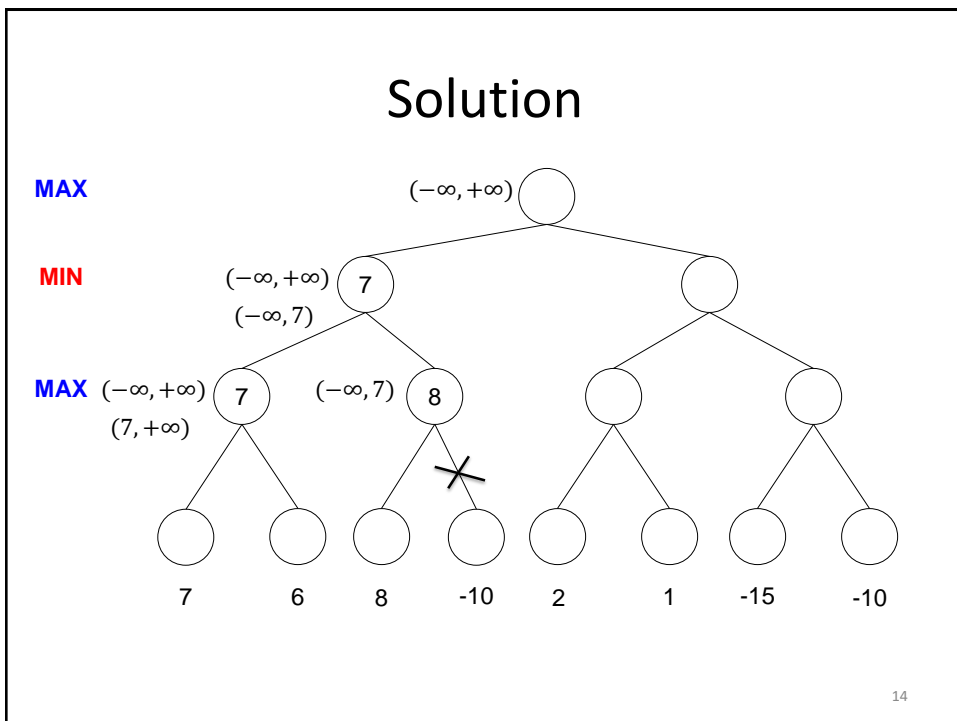 Solution
MAX (−∞, +∞)
MIN (−∞, +∞) 7
(−∞, 7)
MAX (−∞, +∞) 7 (−∞, 7) 8
(7, +∞)
7 6 8 -10 2 1 -15 -10
14